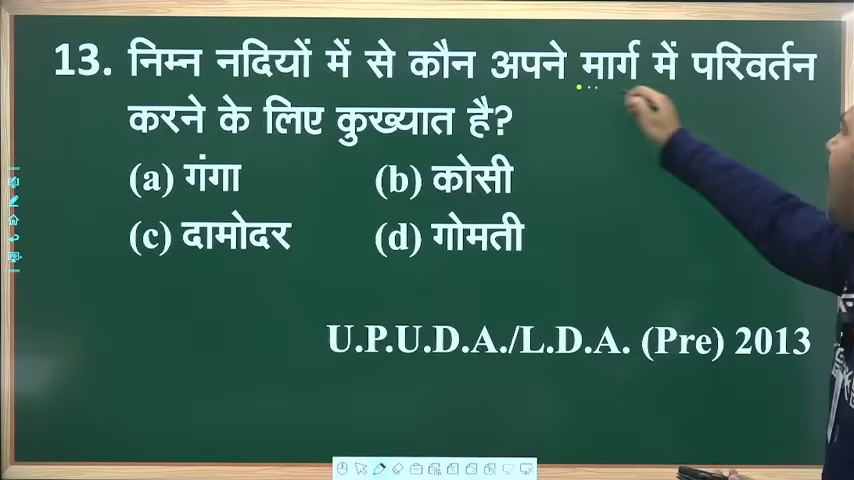 13. निम्न नदियों में से कौन अपने मार्ग में परिवर्तन
करने के लिए कुख्यात है?
(a) गंगा (b) कोसी
(c) दामोदर (d) गोमती
U.P.U.D.A./L.D.A. (Pre) 2013